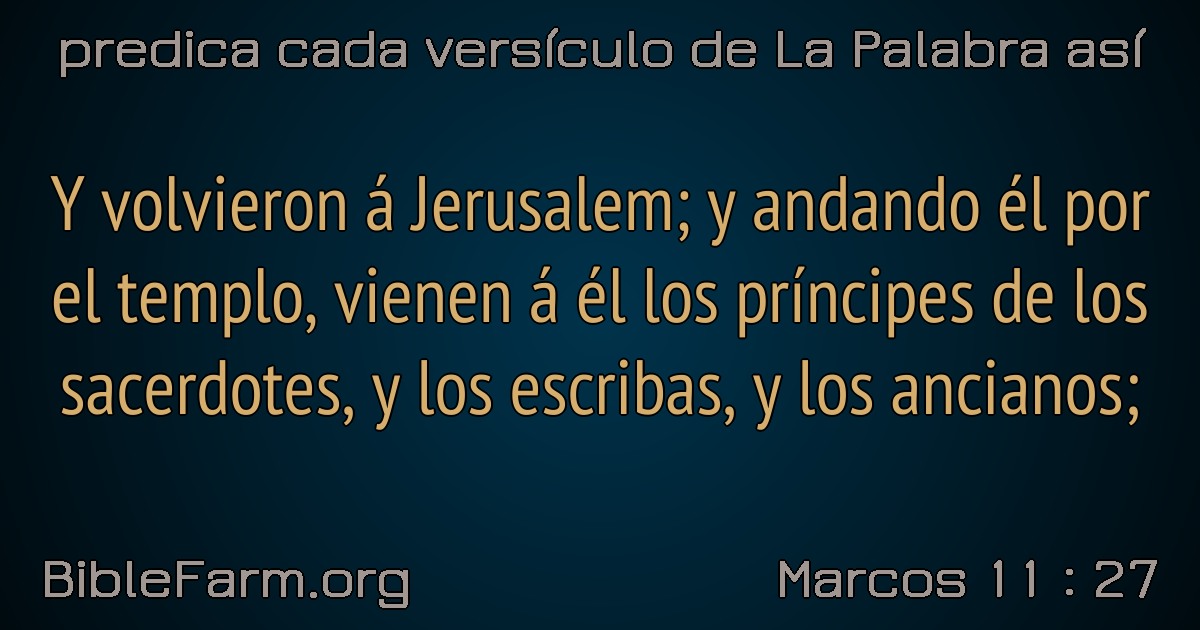 predica cada versículo de La Palabra así
Y volvieron á Jerusalem; y andando él por
el templo, vienen á él los príncipes de los
sacerdotes, y los escribas, y los ancianos;
BibleFarm.org
Marcos 11 : 27